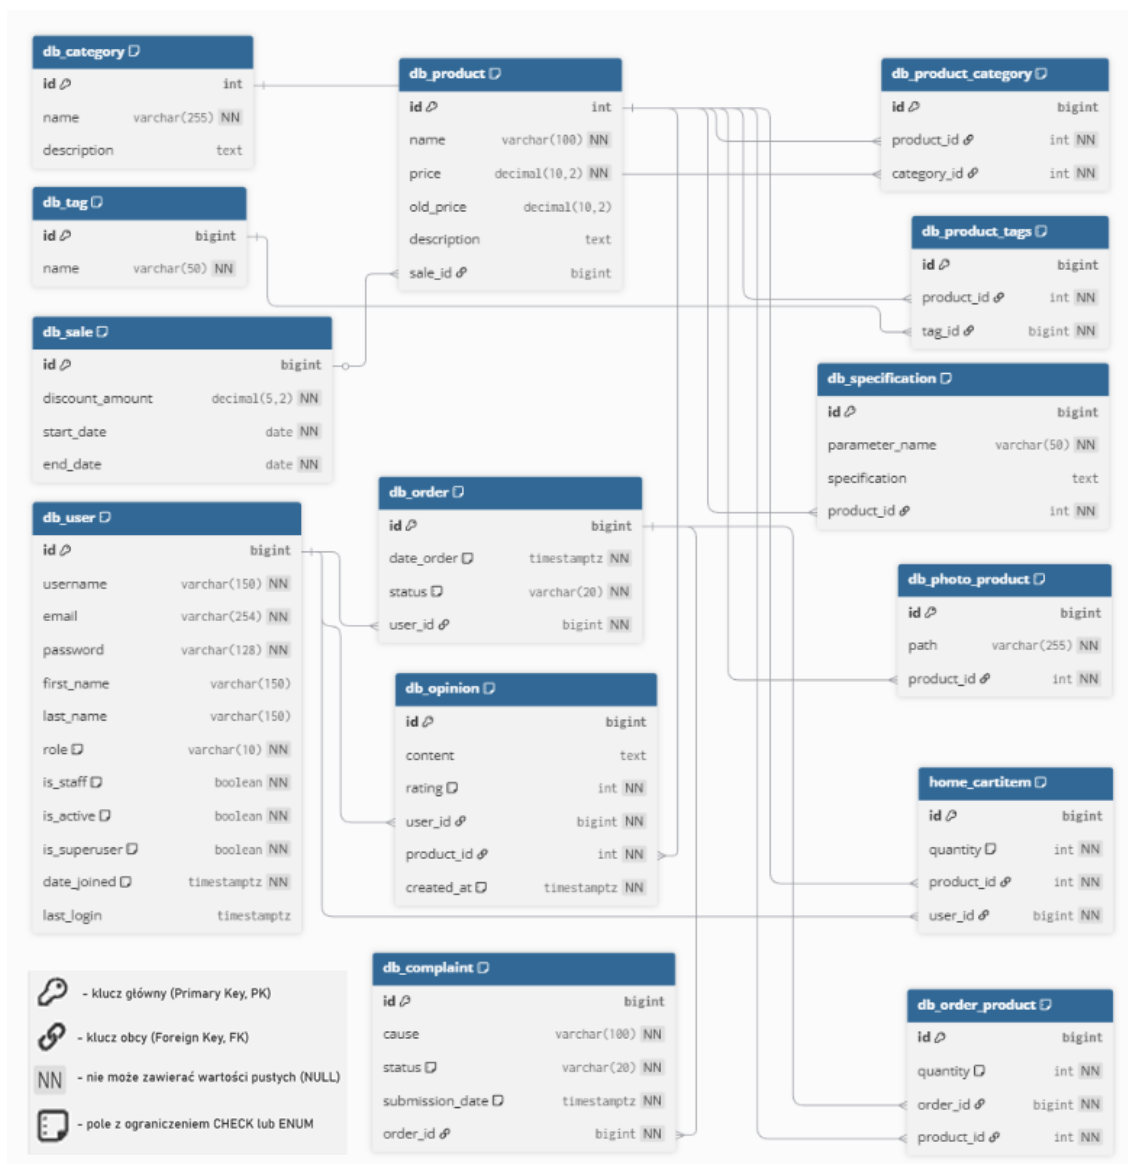 db_category
id int
name varchar(255) NN
description text
db_tag
id bigint
name varchar(50) NN
db_sale
id bigint
discount_amount decimal(5,2) NN
start_date date NN
end_date date NN
db_user
id bigint
username varchar(150) NN
email varchar(254) NN
password varchar(128) NN
first_name varchar(150)
last_name varchar(150)
role varchar(10) NN
is_staff boolean NN
is_active boolean NN
is_superuser boolean NN
date_joined timestamptz NN
last_login timestamptz
- klucz główny (Primary Key, PK)
- klucz obcy (Foreign Key, FK)
NN - nie może zawierać wartości pustych (NULL)
- pole z ograniczeniem CHECK lub ENUM
db_product
id int
name varchar(100) NN
price decimal(10,2) NN
old_price decimal(10,2)
description text
sale_id bigint
db_order
id bigint
date_order timestamptz NN
status varchar(20) NN
user_id bigint NN
db_opinion
id bigint
content text
rating int NN
user_id bigint NN
product_id int NN
created_at timestamptz NN
db_complaint
id bigint
cause varchar(100) NN
status varchar(20) NN
submission_date timestamptz NN
order_id bigint NN
db_product_category
id bigint
product_id int NN
category_id int NN
db_product_tags
id bigint
product_id int NN
tag_id bigint NN
db_specification
id bigint
parameter_name varchar(50) NN
specification text
product_id int NN
db_photo_product
id bigint
path varchar(255) NN
product_id int NN
home_cartitem
id bigint
quantity int NN
product_id int NN
user_id bigint NN
db_order_product
id bigint
quantity int NN
order_id bigint NN
product_id int NN